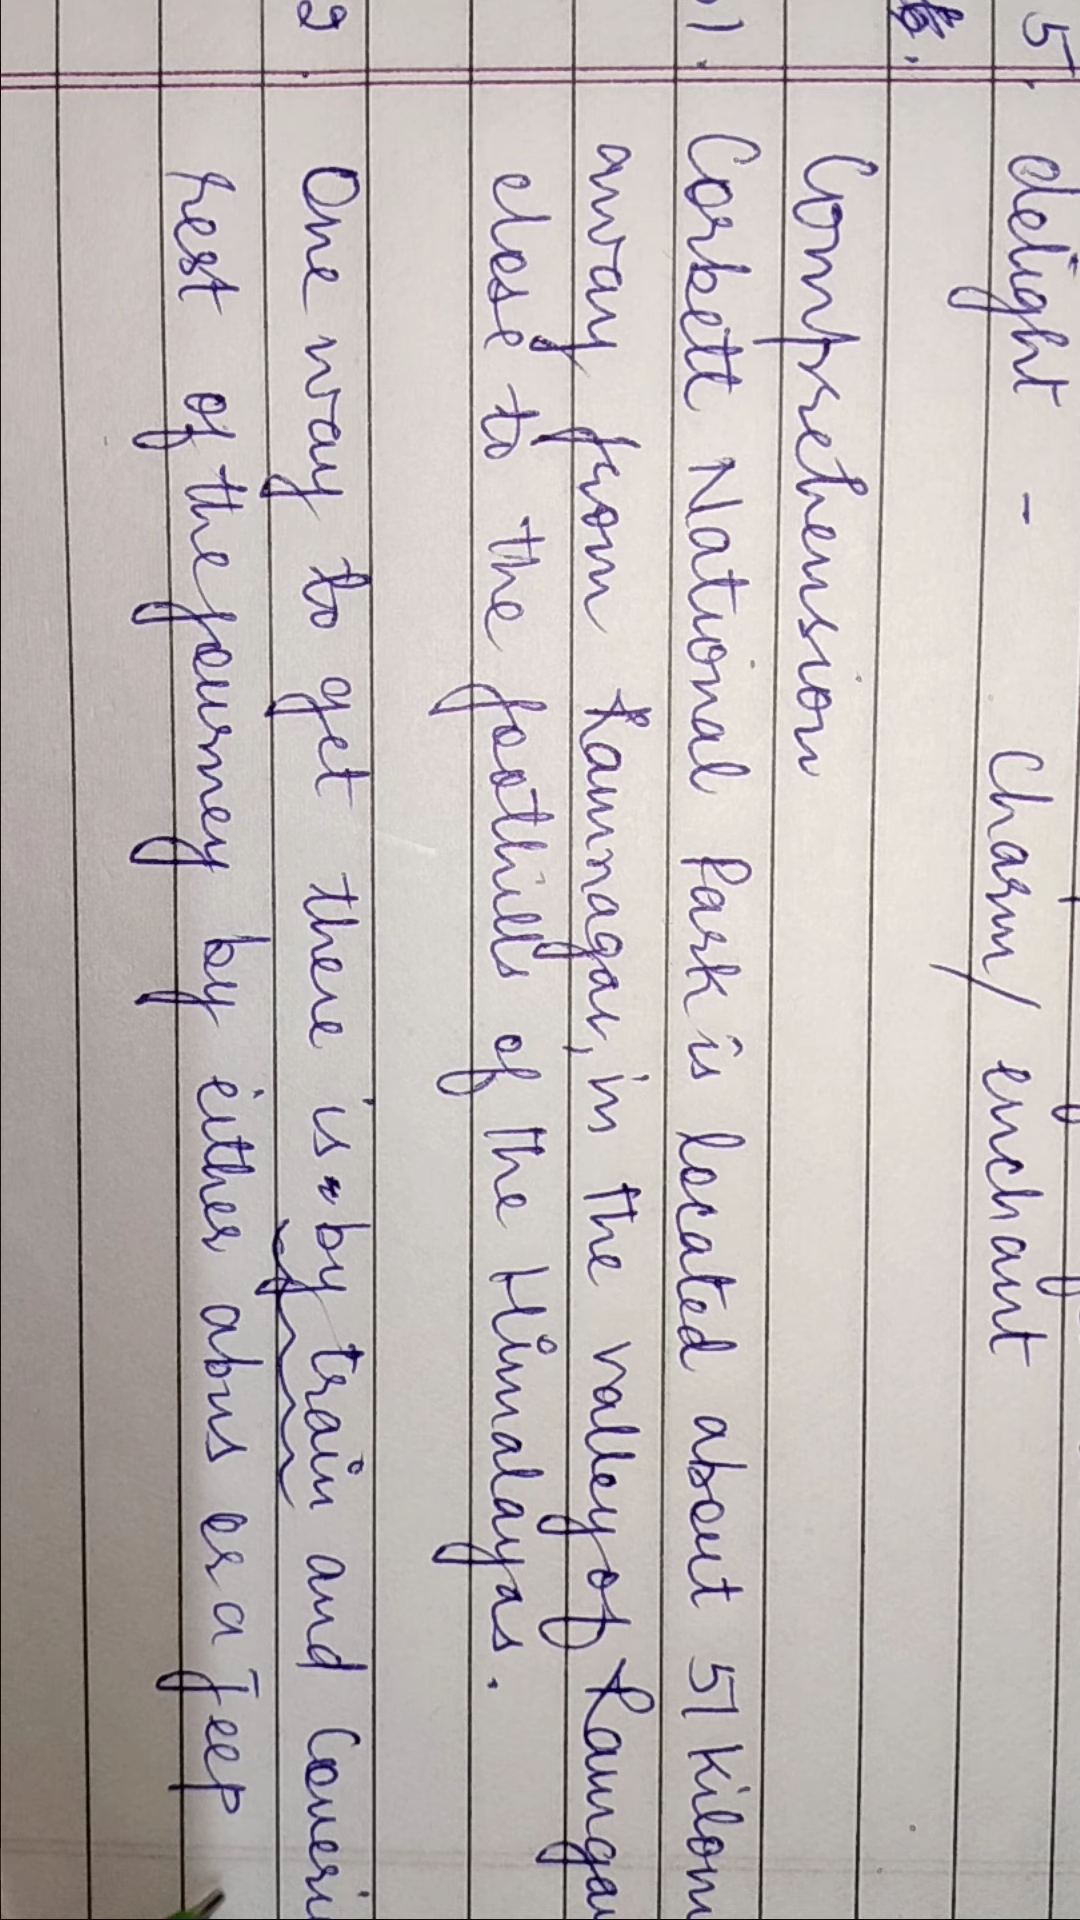 5. delight - Charm/ enchant
Comprehension
1. Corbett National Park is located about 51 Kilom
away from Ramnagar, in the valley of Ramga
close to the foothills of the Himalayas.
2 One way to get there is by train and Coveri
rest of the journey by either abus or a Jeep